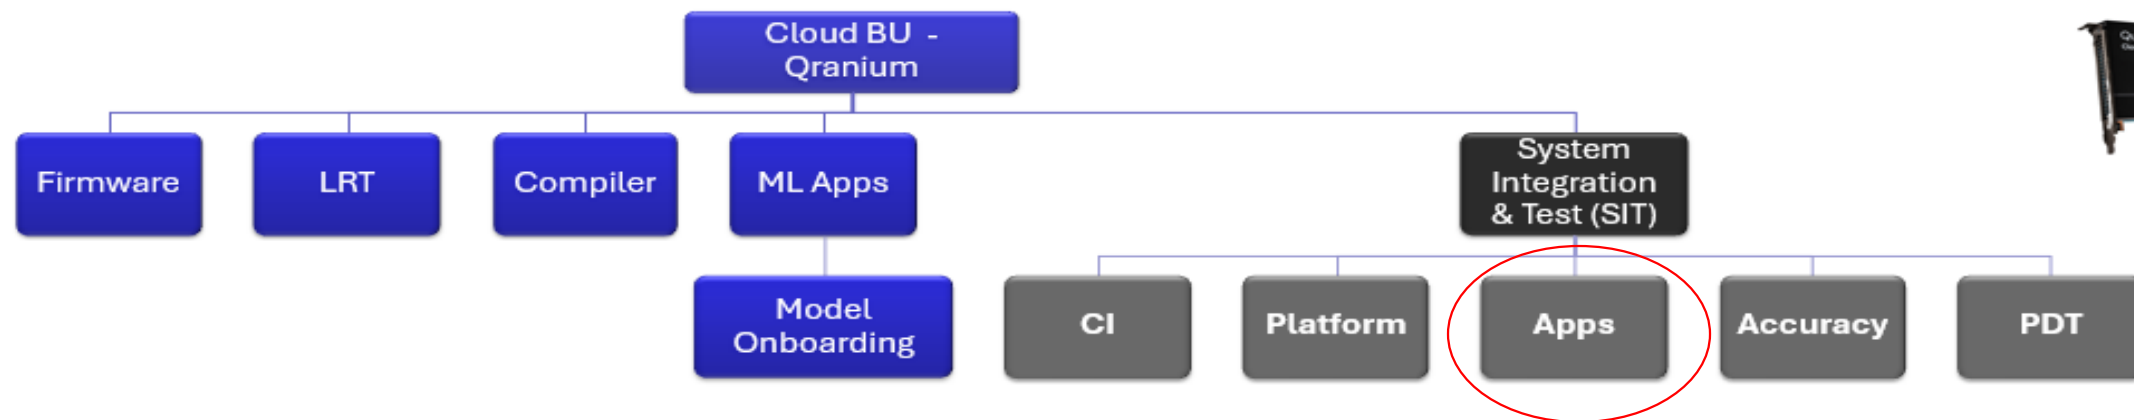 Cloud BU -
Qranium
Firmware
LRT
Compiler
ML Apps
System
Integration
& Test (SIT)
Model
Onboarding
CI
Platform
Apps
Accuracy
PDT